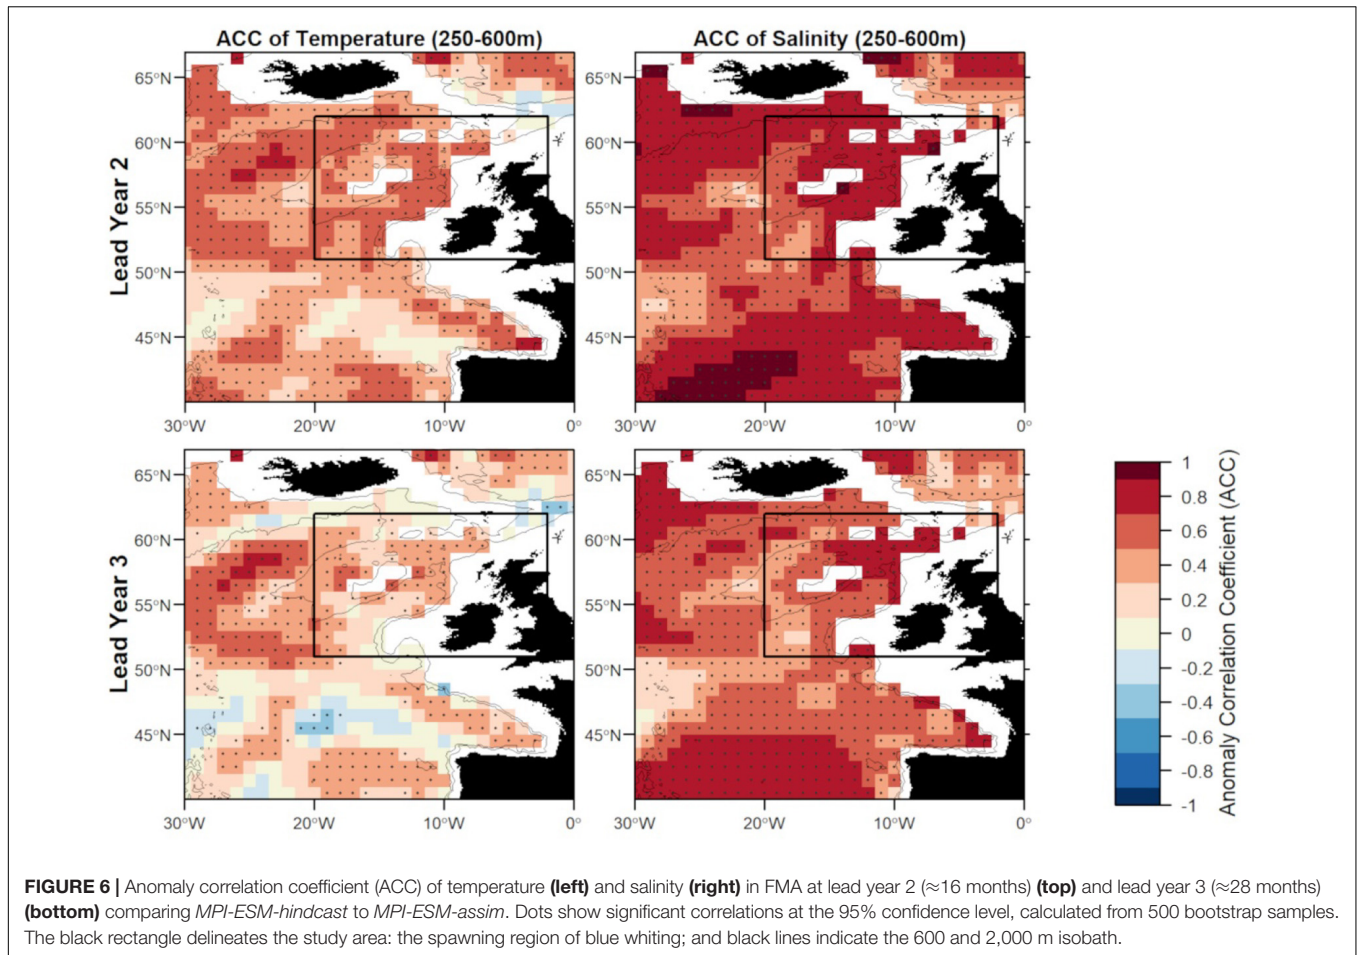 ACC of Temperature (250-600m)
ACC of Salinity (250-600m)
Lead Year 2
65°N
60°N
55°N
50°N
45°N
30°W
20°W
10°W
0°
65°N
60°N
55°N
50°N
45°N
30°W
20°W
10°W
0°
Lead Year 3
65°N
60°N
55°N
50°N
45°N
30°W
20°W
10°W
0°
65°N
60°N
55°N
50°N
45°N
30°W
20°W
10°W
0°
1
0.8
0.6
0.4
0.2
0
-0.2
-0.4
-0.6
-0.8
-1
Anomaly Correlation Coefficient (ACC)
FIGURE 6 | Anomaly correlation coefficient (ACC) of temperature (left) and salinity (right) in FMA at lead year 2 (≈16 months) (top) and lead year 3 (≈28 months)
(bottom) comparing MPI-ESM-hindcast to MPI-ESM-assim. Dots show significant correlations at the 95% confidence level, calculated from 500 bootstrap samples.
The black rectangle delineates the study area: the spawning region of blue whiting; and black lines indicate the 600 and 2,000 m isobath.